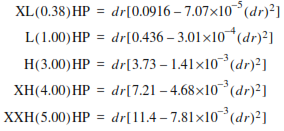 XL(0.38)HP = dr[0.0916 – 7.07×10⁻⁵(dr)²]
L(1.00)HP = dr[0.436 – 3.01×10⁻⁴(dr)²]
H(3.00)HP = dr[3.73 – 1.41×10⁻³(dr)²]
XH(4.00)HP = dr[7.21 – 4.68×10⁻³(dr)²]
XXH(5.00)HP = dr[11.4 – 7.81×10⁻³(dr)²]